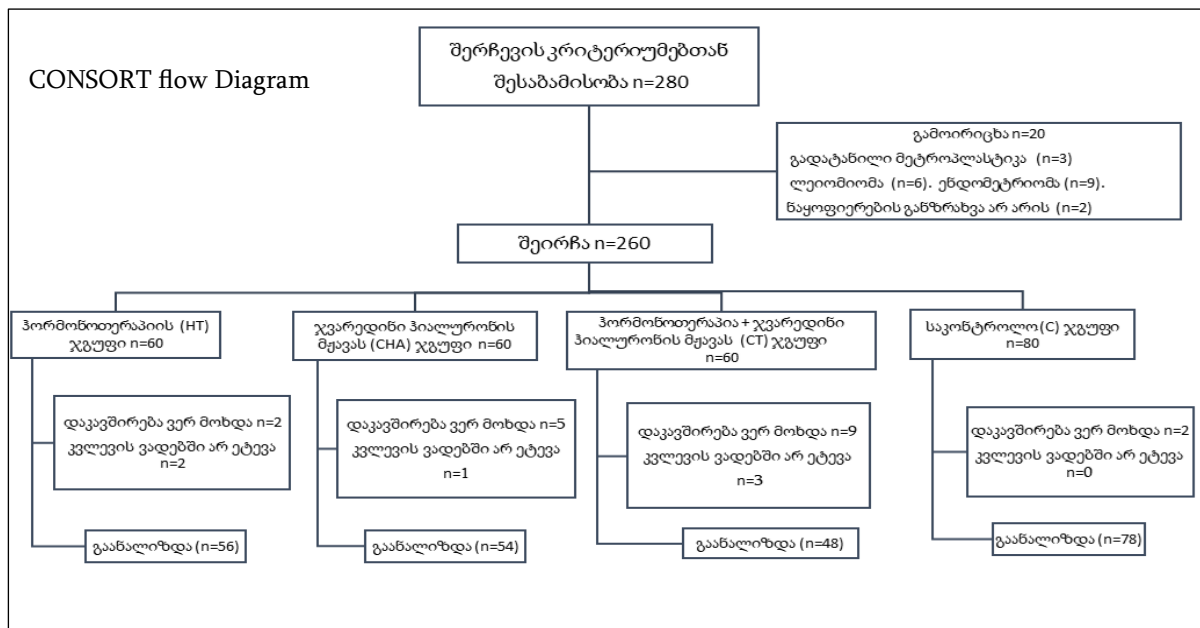 CONSORT flow Diagram
შერჩევის კრიტერიუმებთან
შესაბამისობა n=280
გამოირიცხა n=20
გადატანილი მეტროპლასტიკა (n=3)
ლეიომიომა (n=6). ენდომეტრიომა (n=9).
ნაყოფიერების განზრახვა არ არის (n=2)
შეირჩა n=260
ჰორმონოთერაპიის (HT)
ჯგუფი n=60
ჯვარედინი ჰიალურონის
მჟავას (CHA) ჯგუფი n=60
ჰორმონოთერაპია + ჯვარედინი
ჰიალურონის მჟავას (CT) ჯგუფი
n=60
საკონტროლო (C) ჯგუფი
n=80
დაკავშირება ვერ მოხდა n=2
კვლევის ვადებში არ ეტევა
n=2
დაკავშირება ვერ მოხდა n=5
კვლევის ვადებში არ ეტევა
n=1
დაკავშირება ვერ მოხდა n=9
კვლევის ვადებში არ ეტევა
n=3
დაკავშირება ვერ მოხდა n=2
კვლევის ვადებში არ ეტევა
n=0
გაანალიზდა (n=56)
გაანალიზდა (n=54)
გაანალიზდა (n=48)
გაანალიზდა (n=78)